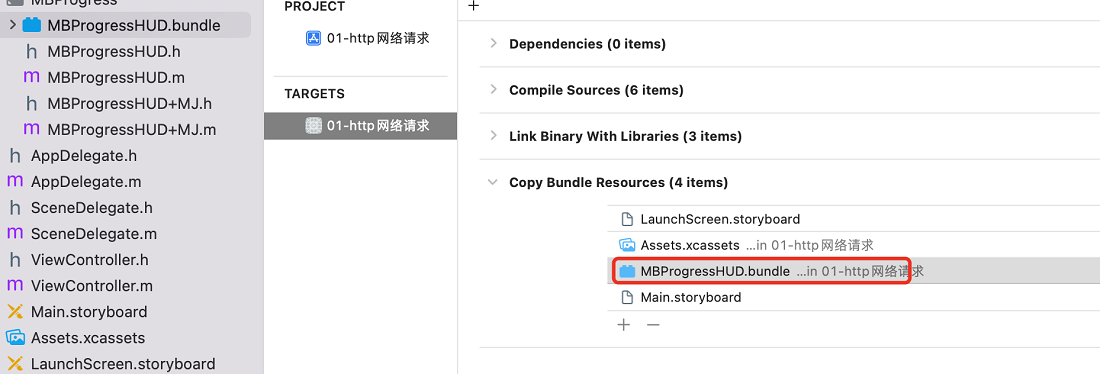 MBProgress
MBProgressHUD.bundle
MBProgressHUD.h
MBProgressHUD.m
MBProgressHUD+MJ.h
MBProgressHUD+MJ.m
AppDelegate.h
AppDelegate.m
SceneDelegate.h
SceneDelegate.m
ViewController.h
ViewController.m
Main.storyboard
Assets.xcassets
LaunchScreen.storyboard
PROJECT
01-http网络请求
TARGETS
01-http网络请求
Dependencies (0 items)
Compile Sources (6 items)
Link Binary With Libraries (3 items)
Copy Bundle Resources (4 items)
LaunchScreen.storyboard
Assets.xcassets ...in 01-http网络请求
MBProgressHUD.bundle ...in 01-http网络请求
Main.storyboard